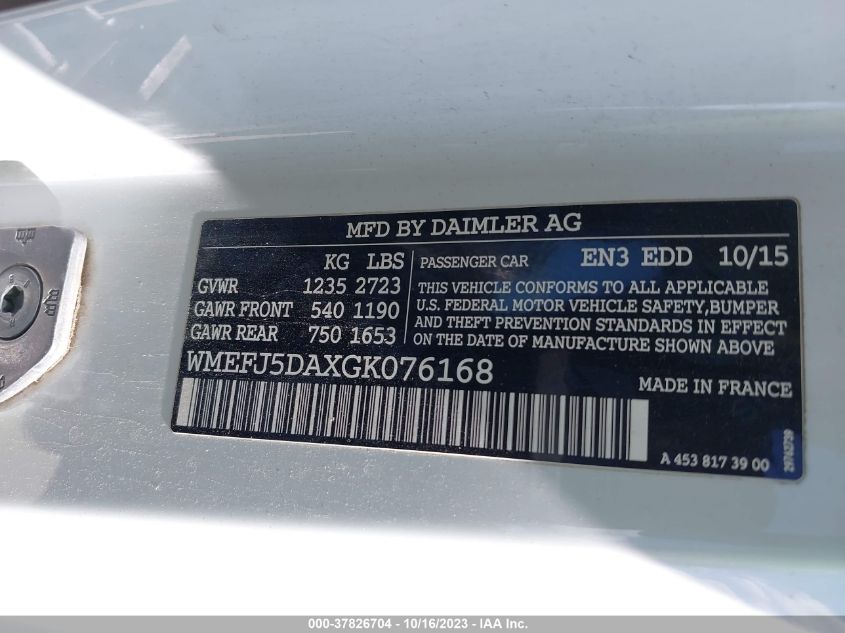 MFD BY DAIMLER AG
KG LBS
GVWR 1235 2723
GAWR FRONT 540 1190
GAWR REAR 750 1653
PASSENGER CAR EN3 EDD 10/15
THIS VEHICLE CONFORMS TO ALL APPLICABLE
U.S. FEDERAL MOTOR VEHICLE SAFETY,BUMPER
AND THEFT PREVENTION STANDARDS IN EFFECT
ON THE DATE OF MANUFACTURE SHOWN ABOVE
WMEFJ5DAXGK076168
MADE IN FRANCE
A 453 817 39 00
29762739
000-37826704 - 10/16/2023 - IAA Inc.